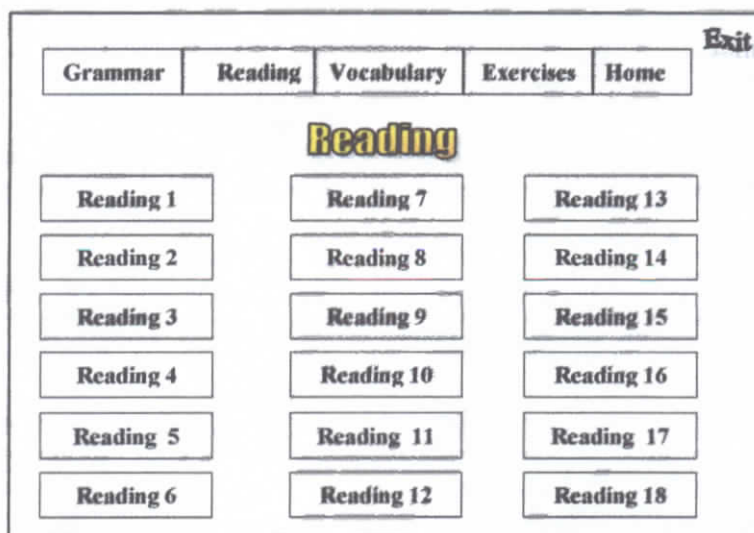 Exit
Grammar Reading Vocabulary Exercises Home
Reading
Reading 1 Reading 7 Reading 13
Reading 2 Reading 8 Reading 14
Reading 3 Reading 9 Reading 15
Reading 4 Reading 10 Reading 16
Reading 5 Reading 11 Reading 17
Reading 6 Reading 12 Reading 18